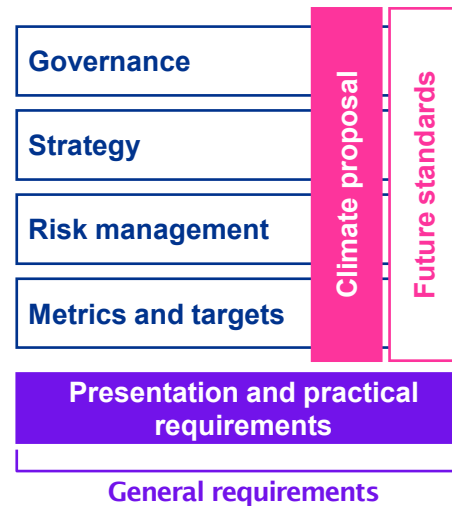 Governance
Strategy
Risk management
Metrics and targets
Climate proposal
Future standards
Presentation and practical
requirements
General requirements